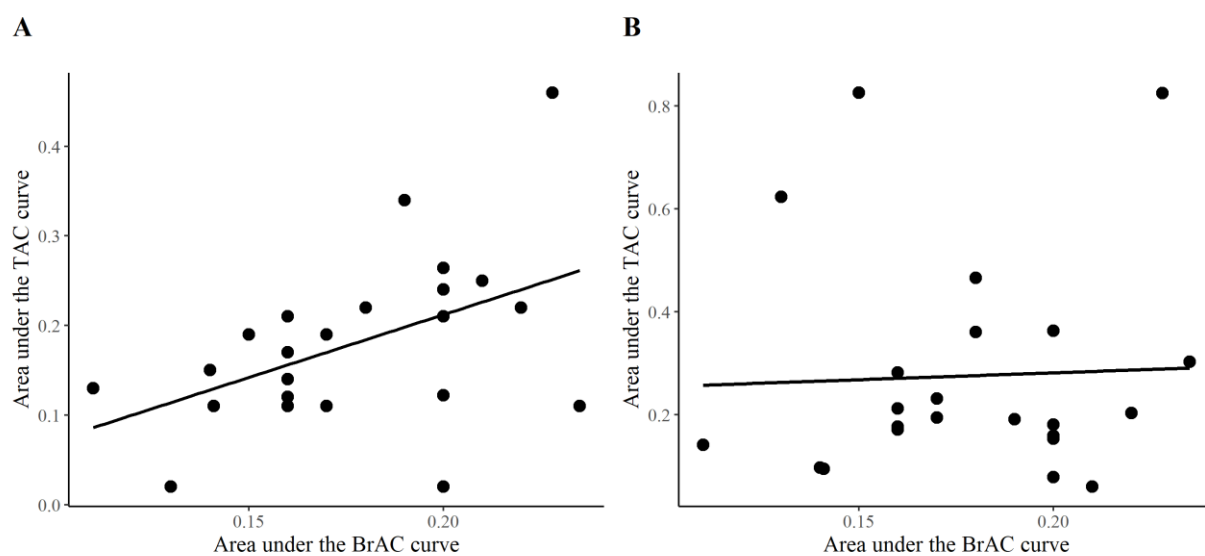 A
Area under the TAC curve
0.4
0.3
0.2
0.1
0.0
0.15
0.20
Area under the BrAC curve
B
Area under the TAC curve
0.8
0.6
0.4
0.2
0.15
0.20
Area under the BrAC curve